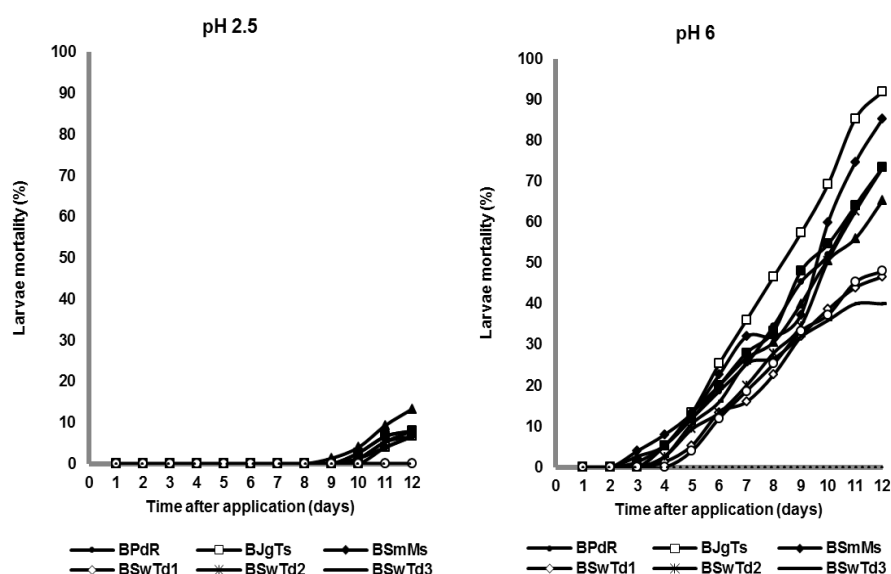 pH 2.5
100
90
80
70
60
50
40
30
20
10
0
Larvae mortality (%)
0 1 2 3 4 5 6 7 8 9 10 11 12
Time after application (days)
BPdR BJgTs BSmMs
BSwTd1 BSwTd2 BSwTd3
pH 6
100
90
80
70
60
50
40
30
20
10
0
Larvae mortality (%)
0 1 2 3 4 5 6 7 8 9 10 11 12
Time after application (days)
BPdR BJgTs BSmMs
BSwTd1 BSwTd2 BSwTd3